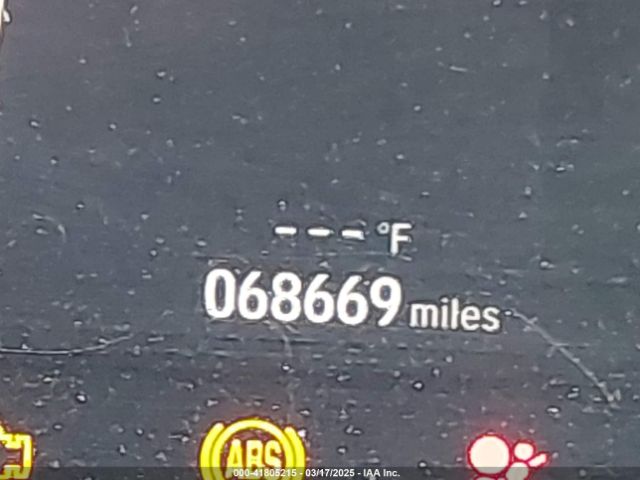 --- °F
068669 miles
ABS
000-41805215 - 03/17/2025 - IAA Inc.